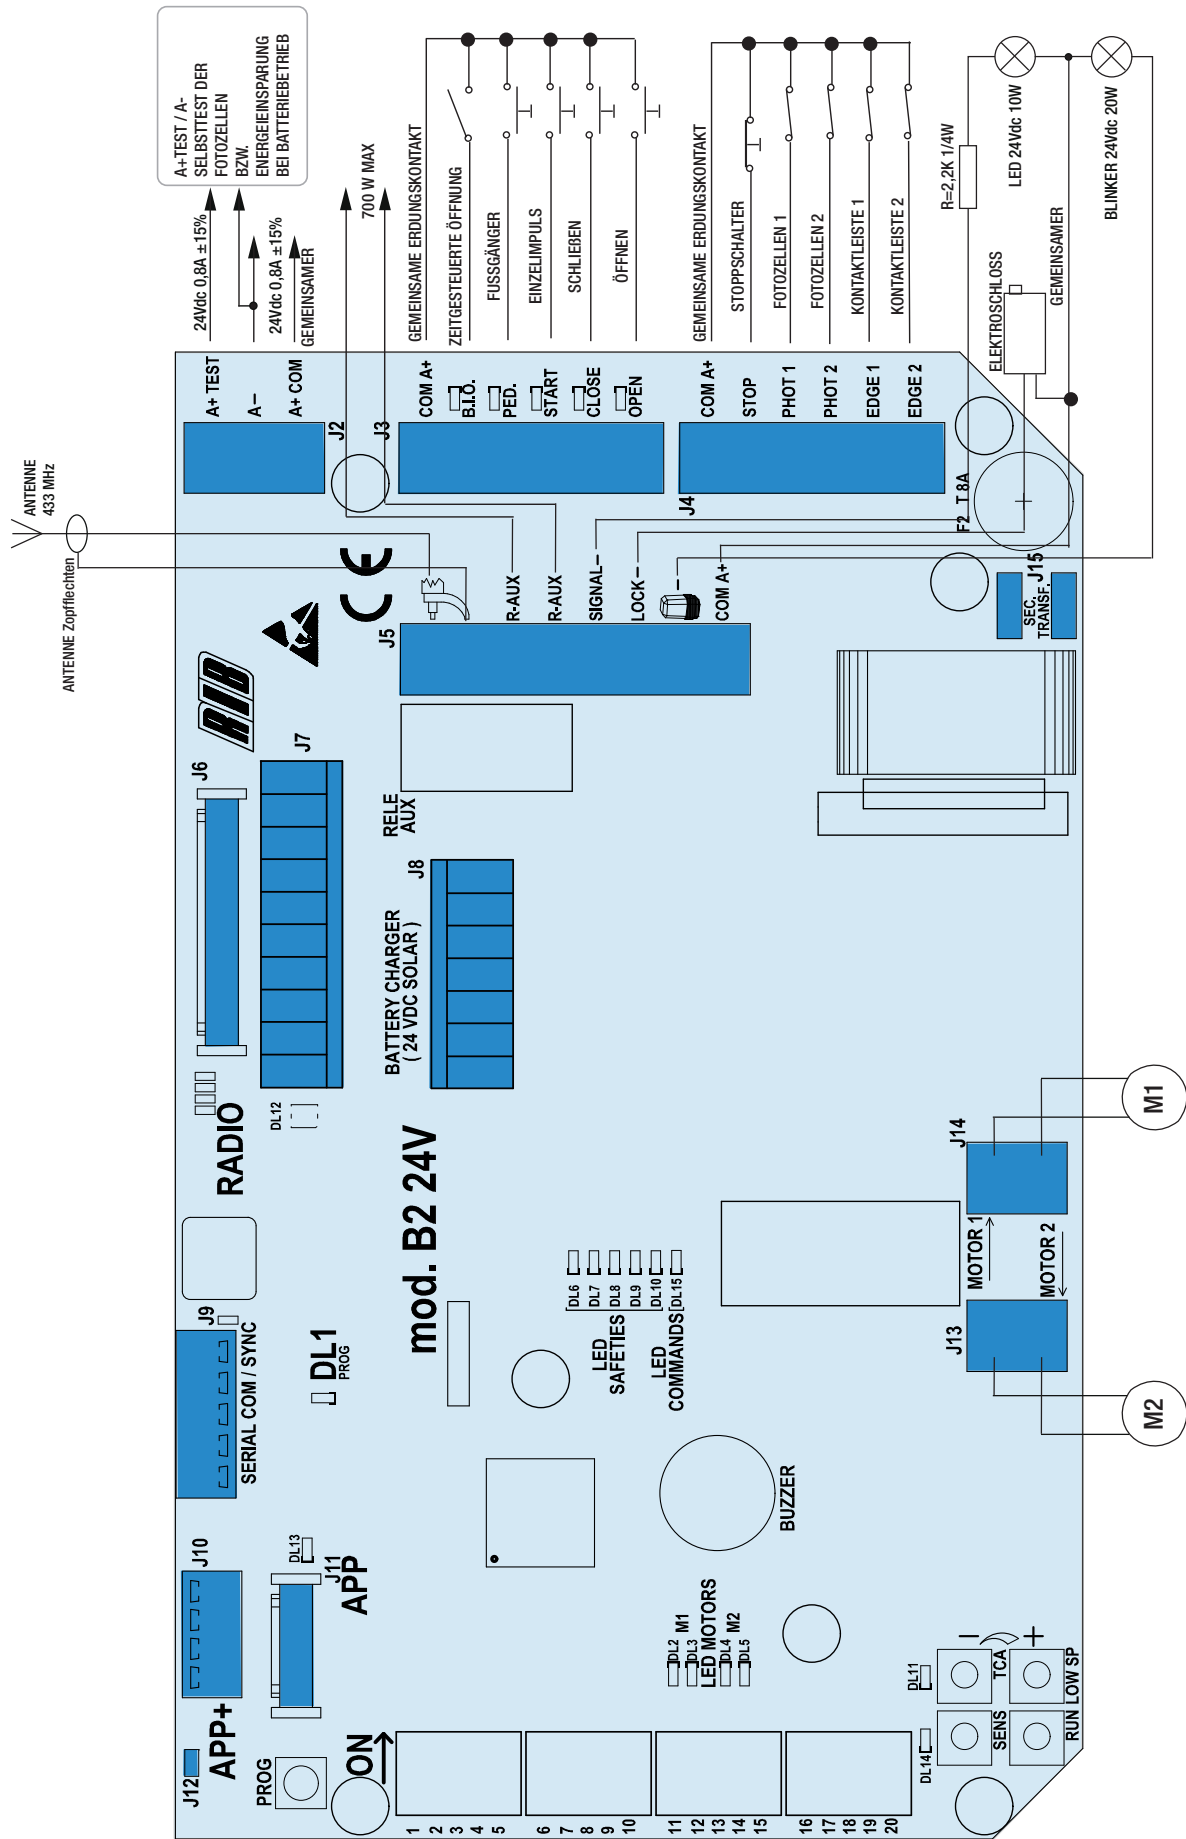 A+TEST / A-
SELBSTTEST DER
FOTOZELLEN
BZW.
ENERGIEEINSPARUNG
BEI BATTERIEBETRIEB
24Vdc 0,8A ±15%
24Vdc 0,8A ±15%
GEMEINSAMER
700 W MAX
GEMEINSAME ERDUNGSKONTAKT
ZEITGESTEUERTE ÖFFNUNG
FUSSGÄNGER
EINZELIMPULS
SCHLIEßEN
ÖFFNEN
GEMEINSAME ERDUNGSKONTAKT
STOPPSCHALTER
FOTOZELLEN 1
FOTOZELLEN 2
KONTAKTLEISTE 1
KONTAKTLEISTE 2
R=2,2K 1/4W
LED 24Vdc 10W
BLINKER 24Vdc 20W
ELEKTROSCHLOSS
GEMEINSAMER
A+ TEST
A–
A+ COM
J2
COM A+
B.I.O.
PED.
START
CLOSE
OPEN
J3
COM A+
STOP
PHOT 1
PHOT 2
EDGE 1
EDGE 2
J4
F2 T 8A
ANTENNE
433 MHz
ANTENNE Zopfflechten
R-AUX
R-AUX
SIGNAL–
LOCK–
–
COM A+
J5
J15
SEC.
TRANSF.
CE
RIB
J6
J7
RELE
AUX
J8
BATTERY CHARGER
( 24 VDC SOLAR )
RADIO
DL12
mod. B2 24V
J9
SERIAL COM / SYNC
DL1
PROG
DL6
DL7
DL8
DL9
DL10
DL15
LED
SAFETIES
LED
COMMANDS
J14
MOTOR 1
MOTOR 2
J13
M1
M2
BUZZER
J10
APP+
J12
DL13
J11
APP
PROG
ON
DL2
DL3
DL4
DL5
M1
LED MOTORS
M2
DL11
DL14
TCA
SENS
LOW SP
RUN
–
+
1
2
3
4
5
6
7
8
9
10
11
12
13
14
15
16
17
18
19
20